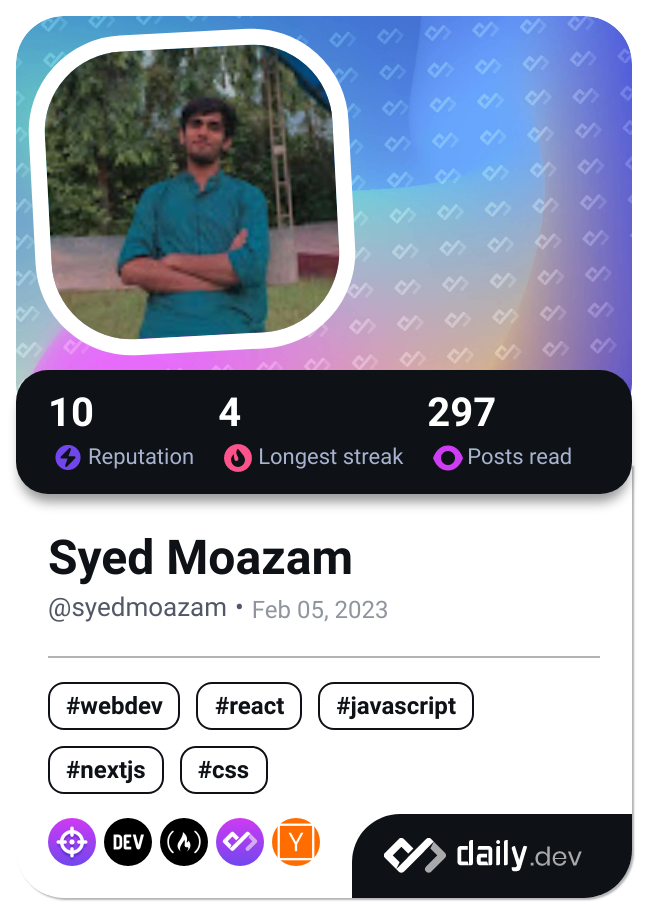 10 4 297
Reputation Longest streak Posts read
Syed Moazam
@syedmoazam • Feb 05, 2023
#webdev #react #javascript
#nextjs #css
DEV Y daily.dev